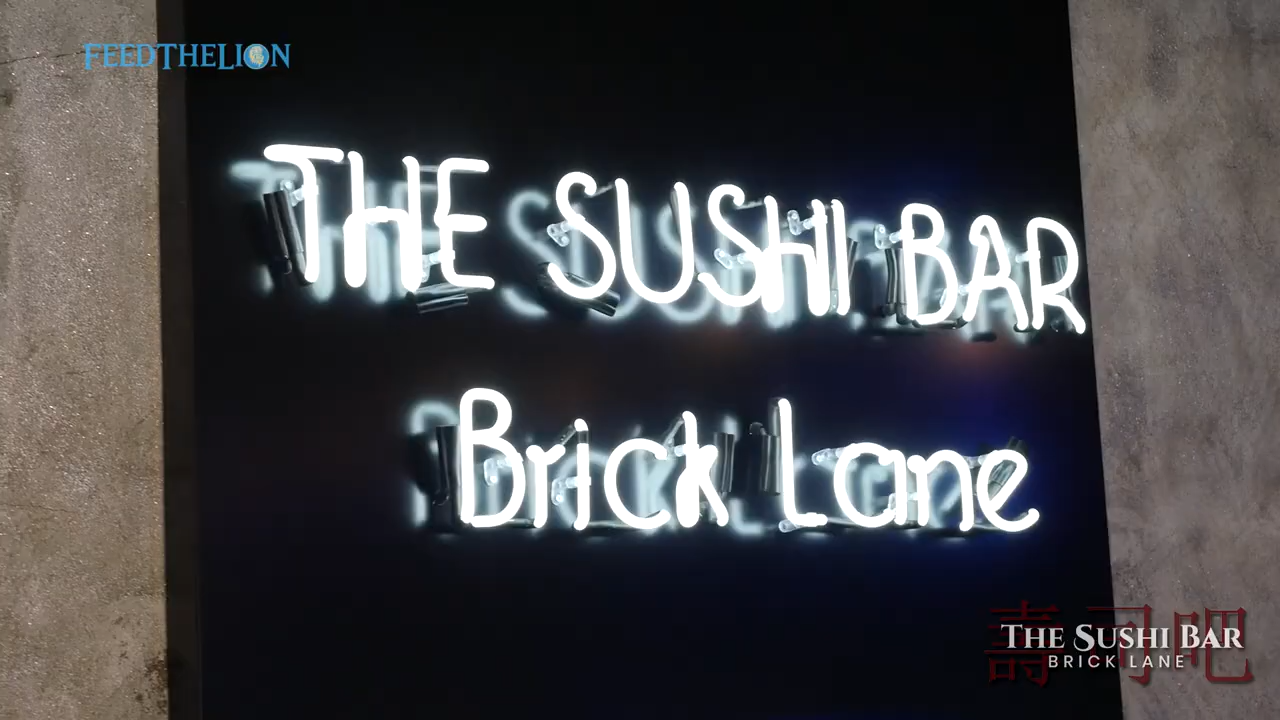 FEEDTHELION
THE SUSHI BAR
Brick Lane
壽司吧
THE SUSHI BAR
BRICK LANE